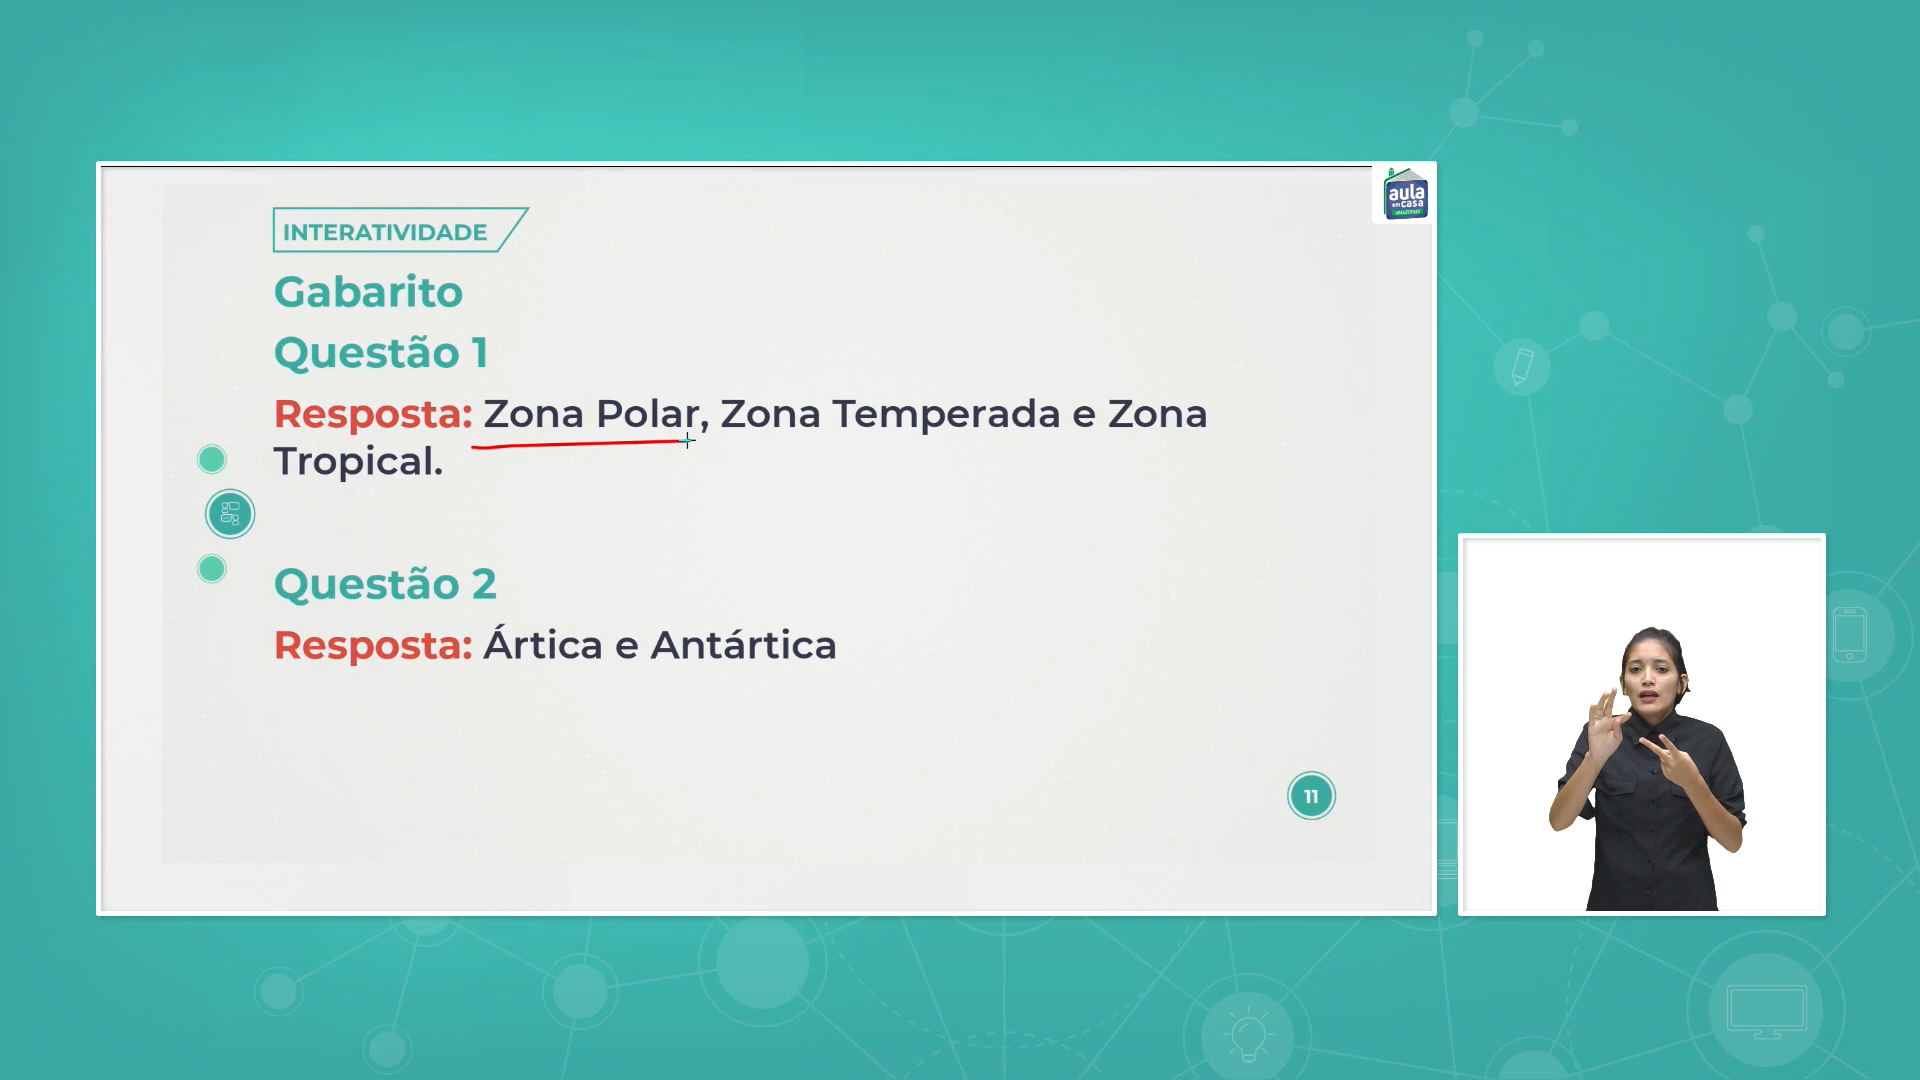 aula
em casa
AMAZONAS
INTERATIVIDADE
Gabarito
Questão 1
Resposta: Zona Polar, Zona Temperada e Zona
Tropical.
Questão 2
Resposta: Ártica e Antártica
11